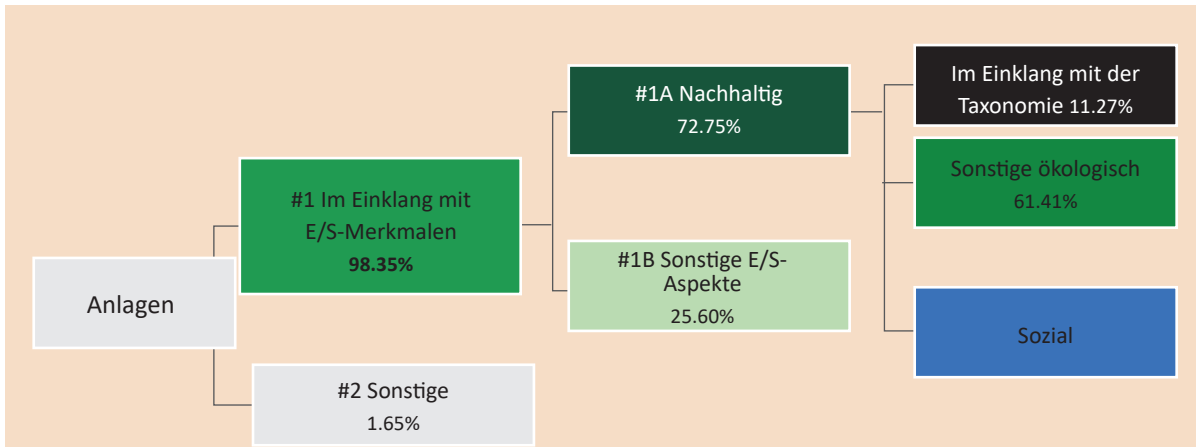 Anlagen
#1 Im Einklang mit
E/S-Merkmalen
98.35%
#2 Sonstige
1.65%
#1A Nachhaltig
72.75%
#1B Sonstige E/S-
Aspekte
25.60%
Im Einklang mit der
Taxonomie 11.27%
Sonstige ökologisch
61.41%
Sozial